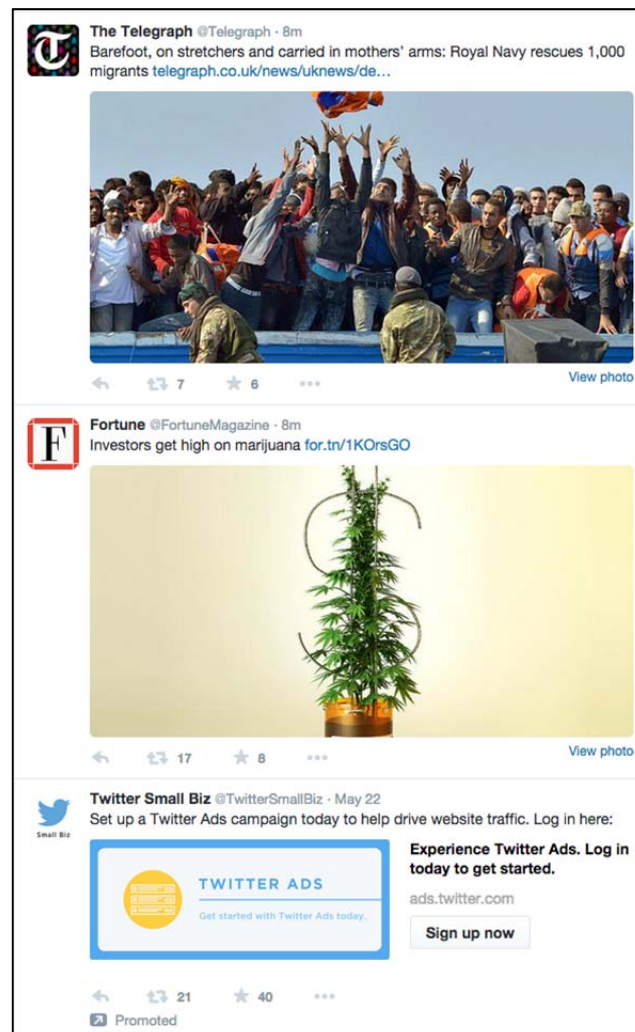 The Telegraph @Telegraph · 8m
Barefoot, on stretchers and carried in mothers' arms: Royal Navy rescues 1,000
migrants telegraph.co.uk/news/uknews/de…
7 6
View photo
F
Fortune @FortuneMagazine · 8m
Investors get high on marijuana for.tn/1KOrsGO
17 8
View photo
Twitter Small Biz @TwitterSmallBiz · May 22
Small Biz
Set up a Twitter Ads campaign today to help drive website traffic. Log in here:
TWITTER ADS
Get started with Twitter Ads today.
Experience Twitter Ads. Log in
today to get started.
ads.twitter.com
Sign up now
21 40
Promoted